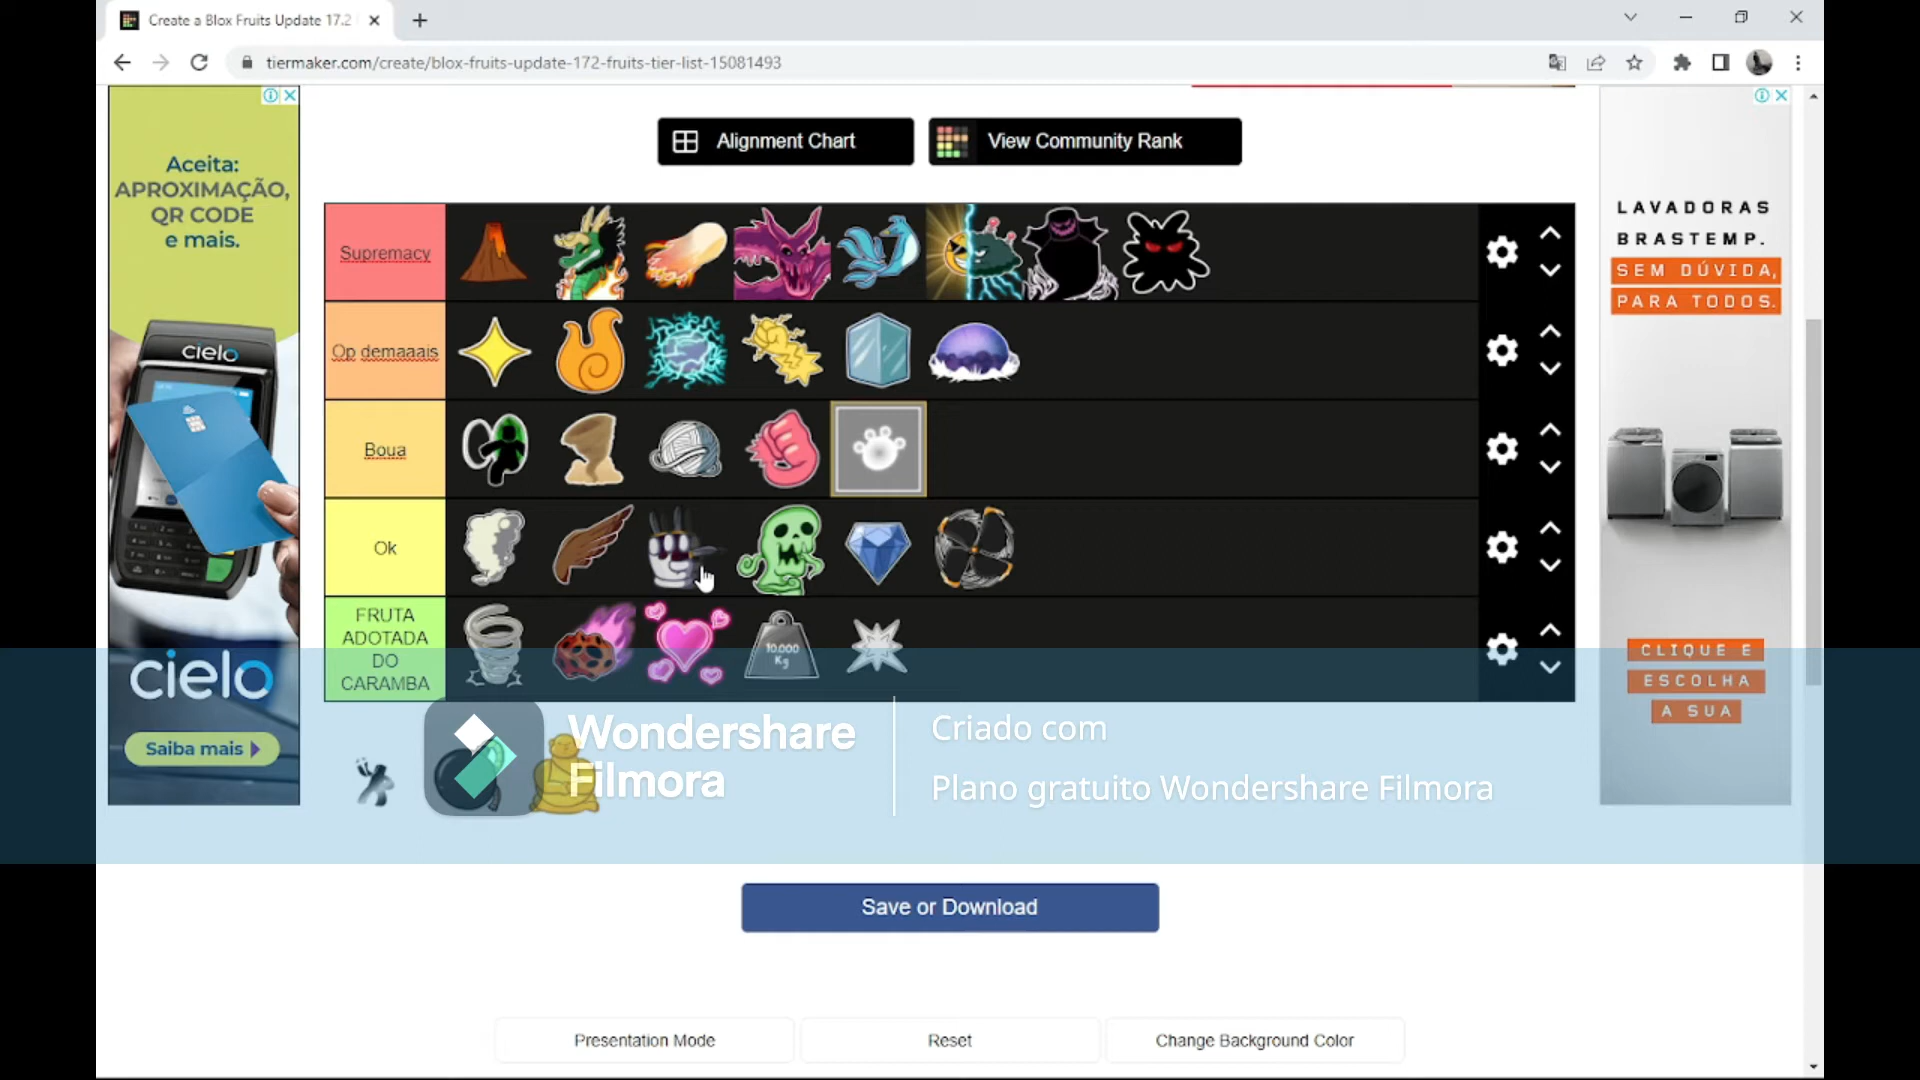 Create a Blox Fruits Update 17.2
tiermaker.com/create/blox-fruits-update-172-fruits-tier-list-15081493
Alignment Chart
View Community Rank
Aceita:
APROXIMAÇÃO,
QR CODE
e mais.
cielo
cielo
Saiba mais
Supremacy
Op demaaais
Boua
Ok
FRUTA
ADOTADA
DO
CARAMBA
10.000
Kg
LAVADORAS
BRASTEMP.
SEM DÚVIDA,
PARA TODOS.
CLIQUE E
ESCOLHA
A SUA
Wondershare
Filmora
Criado com
Plano gratuito Wondershare Filmora
Save or Download
Presentation Mode
Reset
Change Background Color